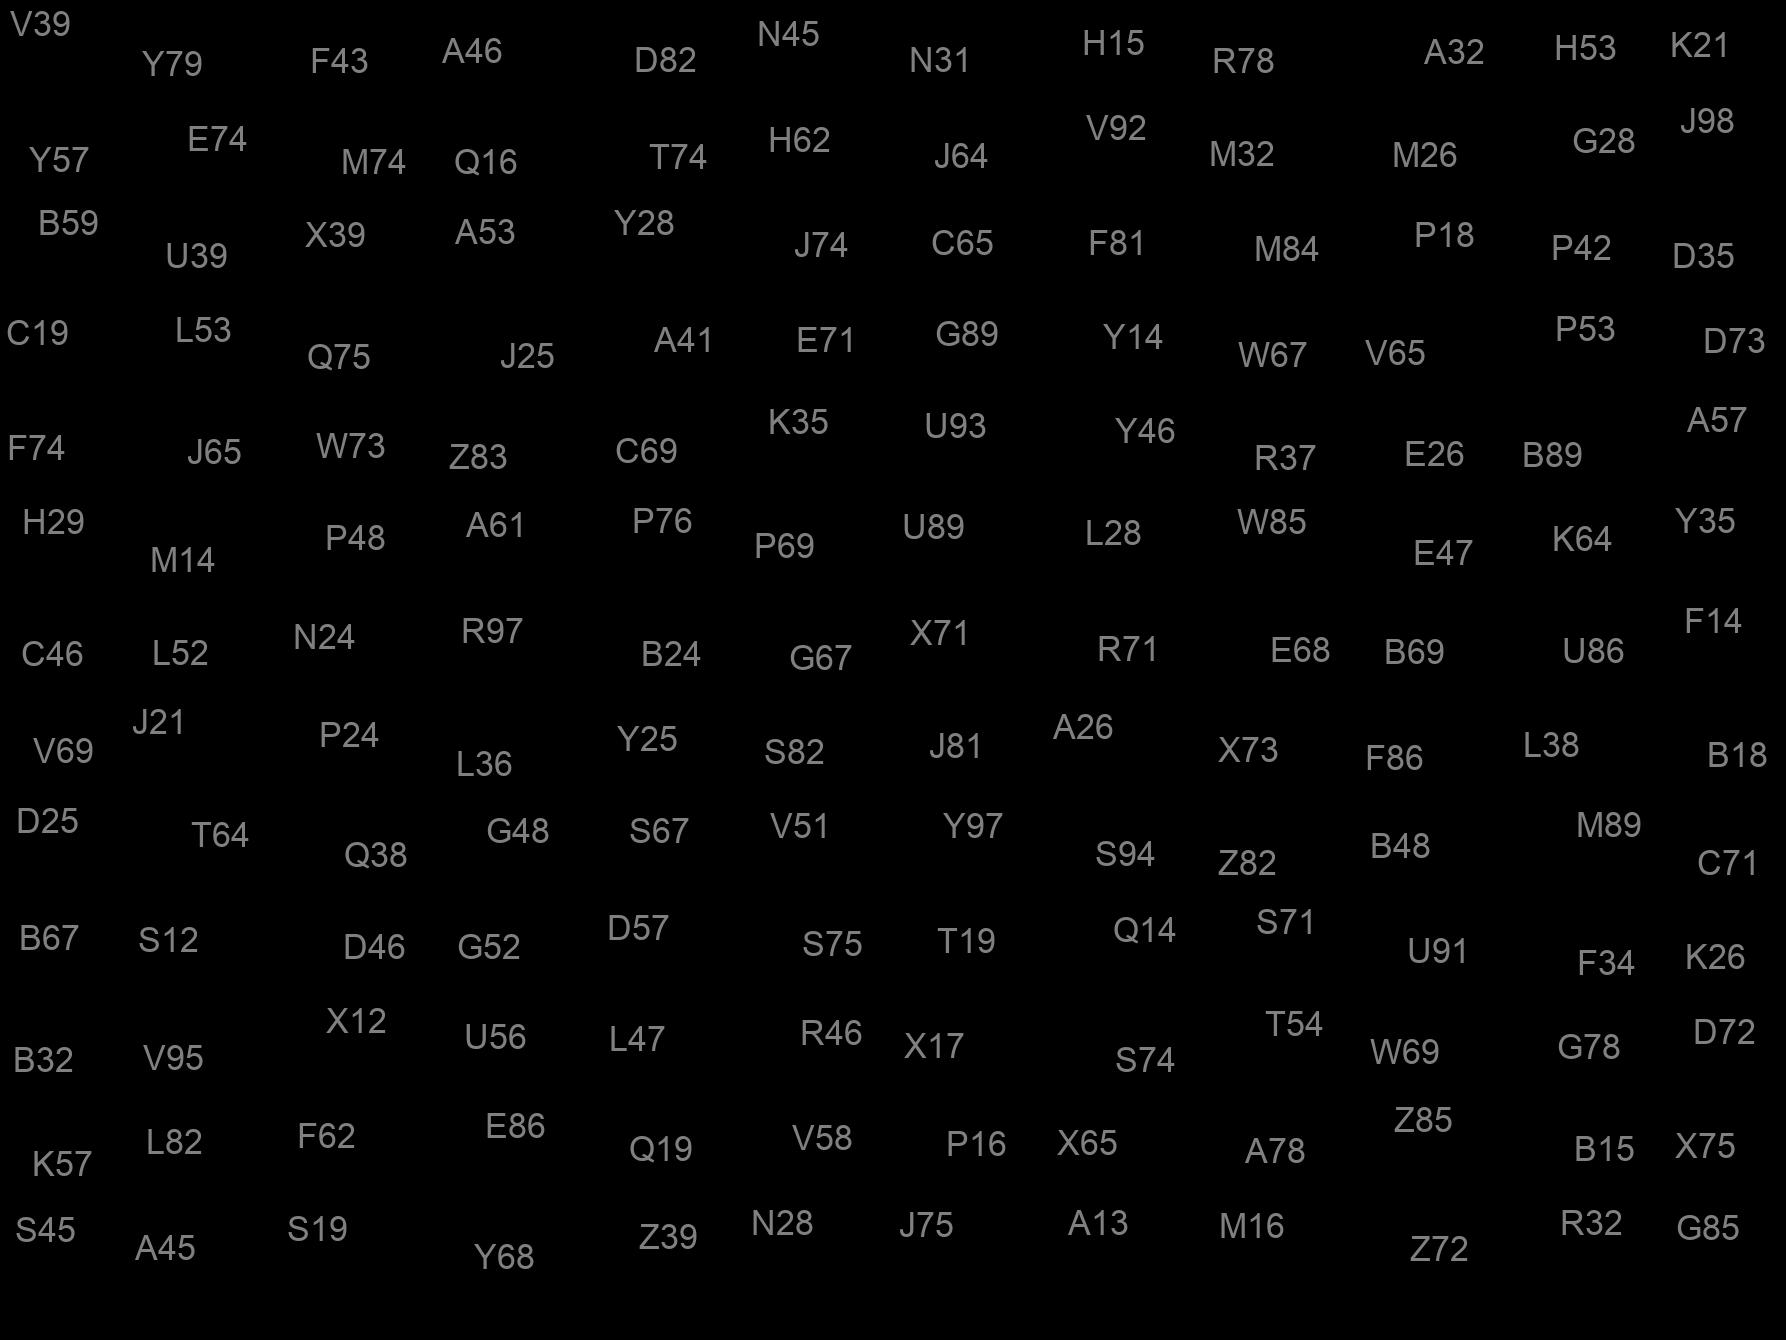 V39 Y79 F43 A46 D82 N45 N31 H15 R78 A32 H53 K21
Y57 E74 M74 Q16 T74 H62 J64 V92 M32 M26 G28 J98
B59 U39 X39 A53 Y28 J74 C65 F81 M84 P18 P42 D35
C19 L53 Q75 J25 A41 E71 G89 Y14 W67 V65 P53 D73
F74 J65 W73 Z83 C69 K35 U93 Y46 R37 E26 B89 A57
H29 M14 P48 A61 P76 P69 U89 L28 W85 E47 K64 Y35
C46 L52 N24 R97 B24 G67 X71 R71 E68 B69 U86 F14
V69 J21 P24 L36 Y25 S82 J81 A26 X73 F86 L38 B18
D25 T64 Q38 G48 S67 V51 Y97 S94 Z82 B48 M89 C71
B67 S12 D46 G52 D57 S75 T19 Q14 S71 U91 F34 K26
B32 V95 X12 U56 L47 R46 X17 S74 T54 W69 G78 D72
K57 L82 F62 E86 Q19 V58 P16 X65 A78 Z85 B15 X75
S45 A45 S19 Y68 Z39 N28 J75 A13 M16 Z72 R32 G85